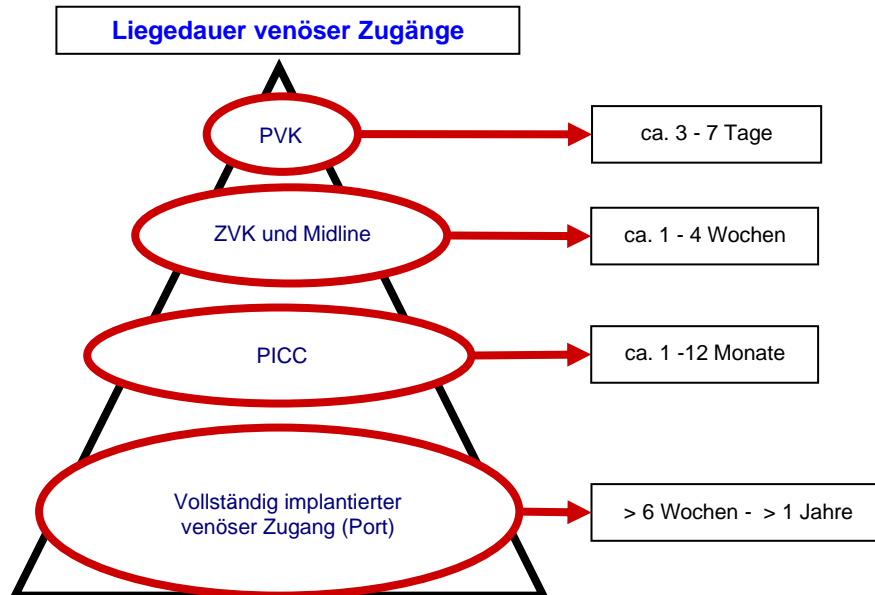 Liegedauer venöser Zugänge
PVK
ca. 3 - 7 Tage
ZVK und Midline
ca. 1 - 4 Wochen
PICC
ca. 1 -12 Monate
Vollständig implantierter
venöser Zugang (Port)
> 6 Wochen - > 1 Jahre